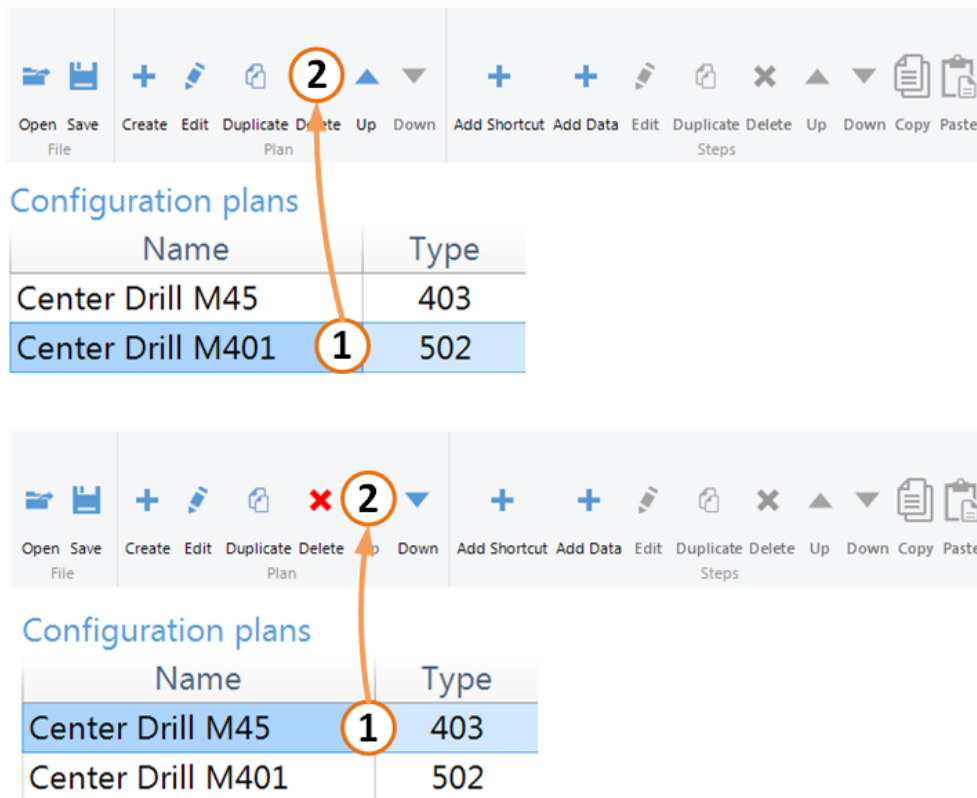 2
Open Save Create Edit Duplicate Delete Up Down Add Shortcut Add Data Edit Duplicate Delete Up Down Copy Paste
File Plan Steps
Configuration plans
Name Type
Center Drill M45 403
Center Drill M401 1 502
2
Open Save Create Edit Duplicate Delete Down Add Shortcut Add Data Edit Duplicate Delete Up Down Copy Paste
File Plan Steps
Configuration plans
Name Type
Center Drill M45 1 403
Center Drill M401 502